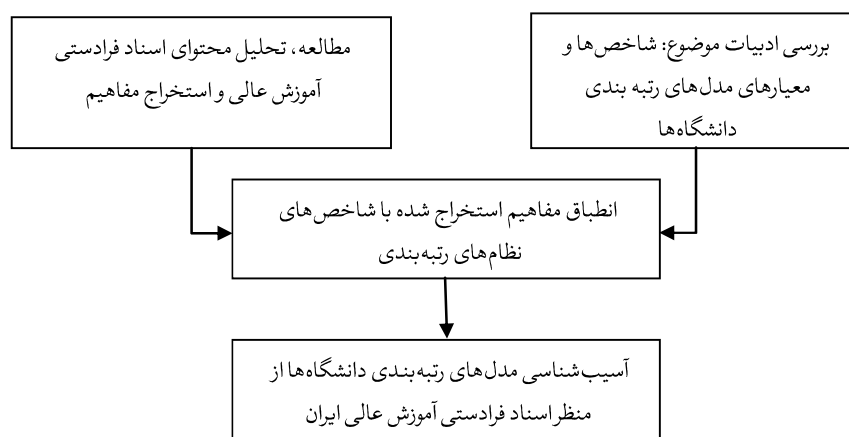 بررسی ادبیات موضوع: شاخص‌ها و
معیارهای مدل‌های رتبه بندی
دانشگاه‌ها
مطالعه، تحلیل محتوای اسناد فرادستی
آموزش عالی و استخراج مفاهیم
انطباق مفاهیم استخراج شده با شاخص‌های
نظام‌های رتبه‌بندی
آسیب‌شناسی مدل‌های رتبه‌بندی دانشگاه‌ها از
منظر اسناد فرادستی آموزش عالی ایران